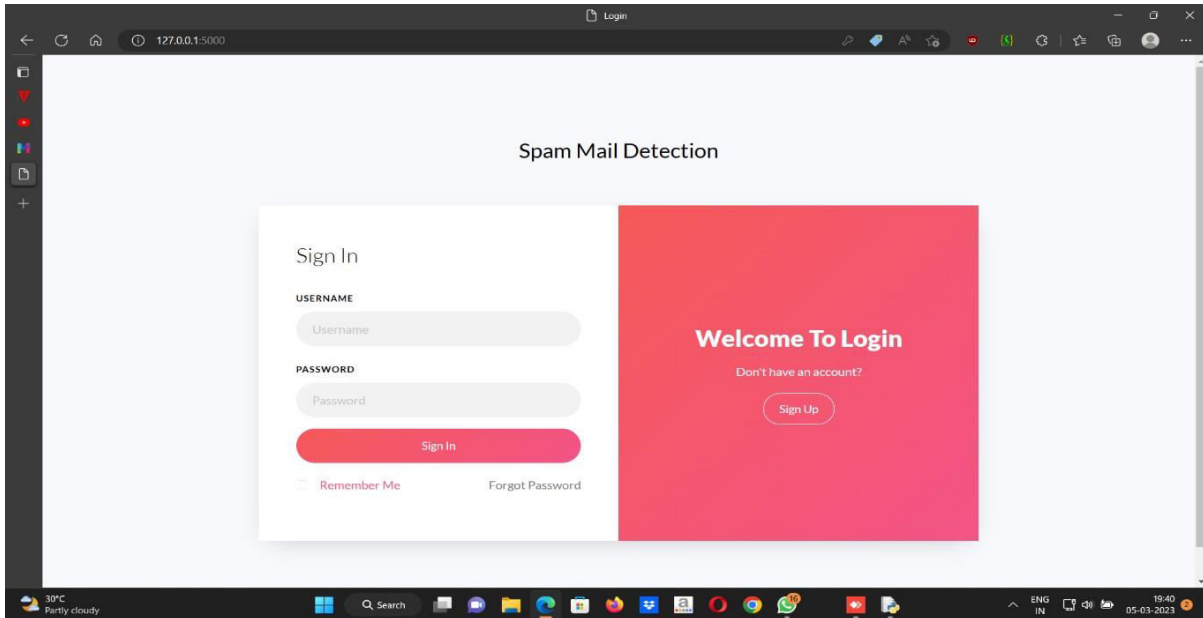 Login
127.0.0.1:5000
Spam Mail Detection
Sign In
USERNAME
Username
PASSWORD
Password
Sign In
Remember Me
Forgot Password
Welcome To Login
Don't have an account?
Sign Up
30°C
Partly cloudy
Search
16
ENG
IN
19:40
05-03-2023
2